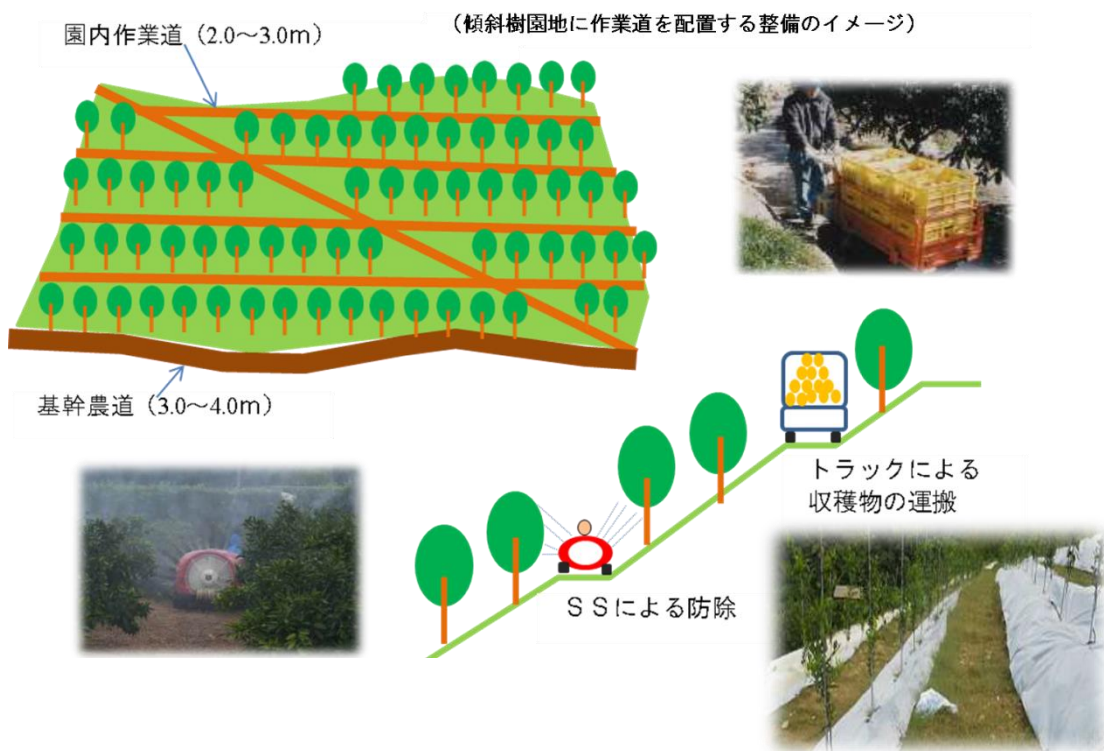 （傾斜樹園地に作業道を配置する整備のイメージ）
園内作業道（2.0～3.0ｍ）
基幹農道（3.0～4.0ｍ）
トラックによる
収穫物の運搬
ＳＳによる防除